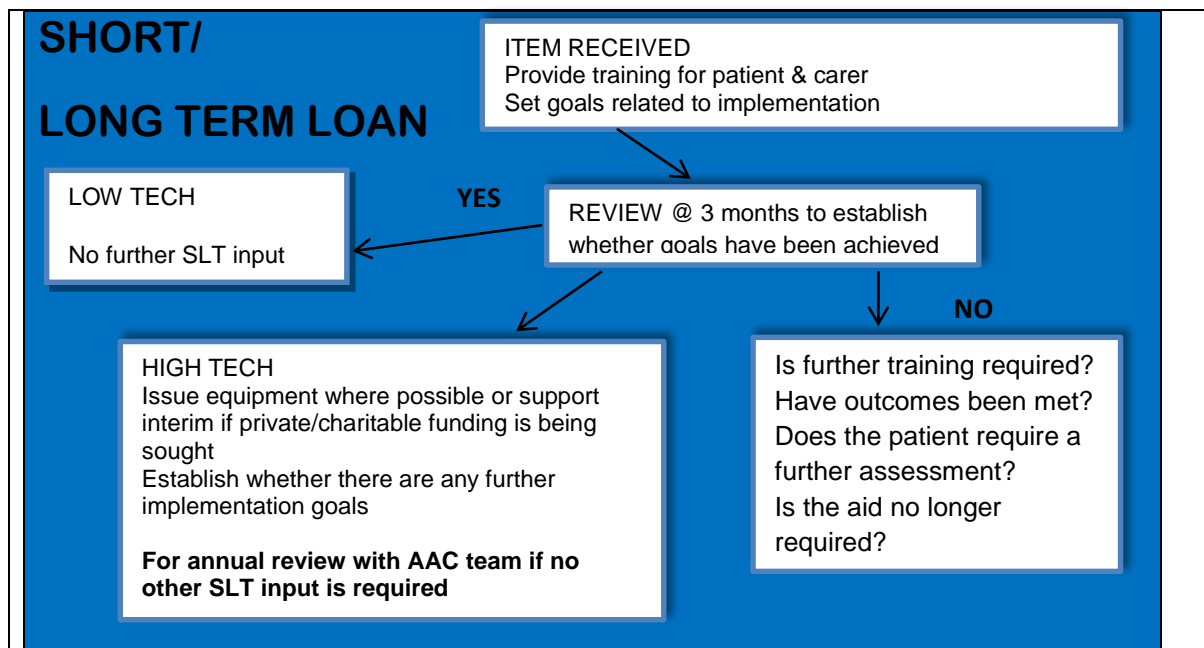 SHORT/
LONG TERM LOAN
ITEM RECEIVED
Provide training for patient & carer
Set goals related to implementation
LOW TECH
No further SLT input
YES
REVIEW @ 3 months to establish
whether goals have been achieved
NO
HIGH TECH
Issue equipment where possible or support
interim if private/charitable funding is being
sought
Establish whether there are any further
implementation goals
For annual review with AAC team if no
other SLT input is required
Is further training required?
Have outcomes been met?
Does the patient require a
further assessment?
Is the aid no longer
required?